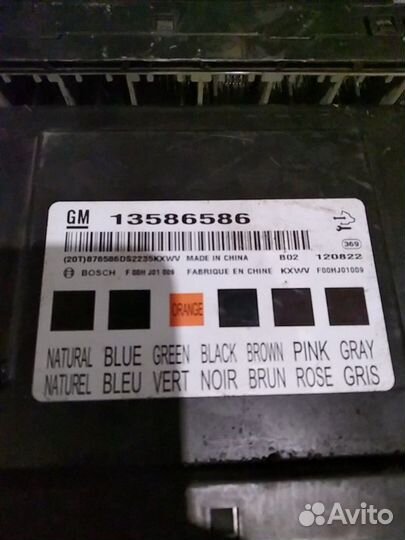 GM 13586586
369
(20T)876586DS2235KXWV MADE IN CHINA B02 120822
BOSCH F 00H J01 009 FABRIQUE EN CHINE KXWV F00HJ01009
ORANGE
NATURAL BLUE GREEN BLACK BROWN PINK GRAY
NATUREL BLEU VERT NOIR BRUN ROSE GRIS
Avito